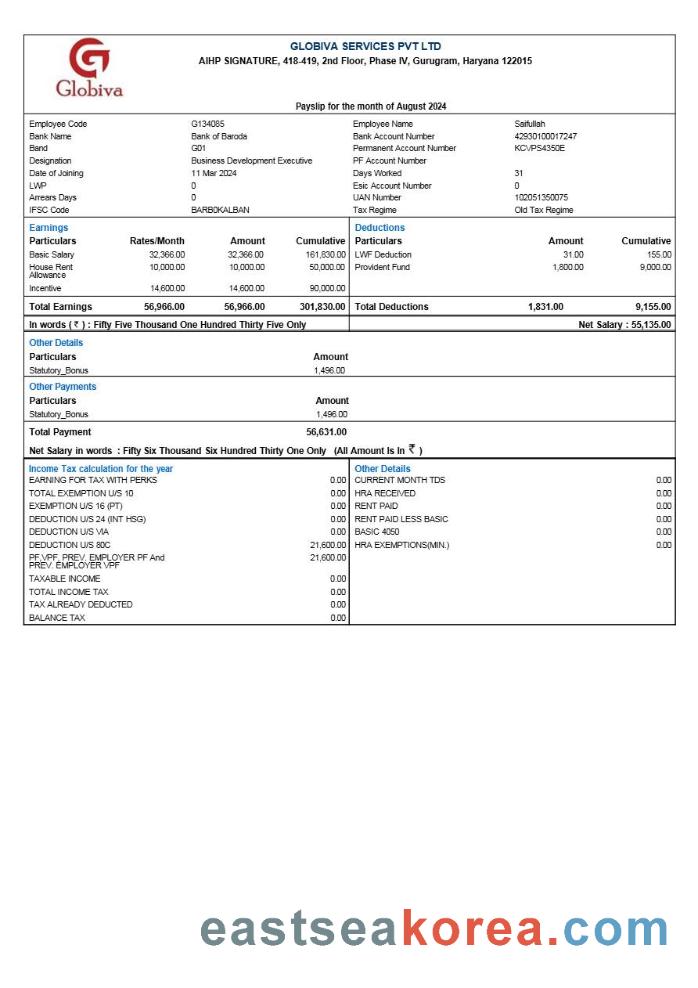 Globiva
GLOBIVA SERVICES PVT LTD
AIHP SIGNATURE, 418-419, 2nd Floor, Phase IV, Gurugram, Haryana 122015
Payslip for the month of August 2024
Employee Code G134085 Employee Name Saifullah
Bank Name Bank of Baroda Bank Account Number 42930100017247
Band G01 Permanent Account Number KCVPS4350E
Designation Business Development Executive PF Account Number
Date of Joining 11 Mar 2024 Days Worked 31
LWP 0 Esic Account Number 0
Arrears Days 0 UAN Number 102051350075
IFSC Code BARB0KALBAN Tax Regime Old Tax Regime
Earnings Deductions
Particulars Rates/Month Amount Cumulative Particulars Amount Cumulative
Basic Salary 32,366.00 32,366.00 161,830.00 LWF Deduction 31.00 155.00
House Rent Allowance 10,000.00 10,000.00 50,000.00 Provident Fund 1,800.00 9,000.00
Incentive 14,600.00 14,600.00 90,000.00
Total Earnings 56,966.00 56,966.00 301,830.00 Total Deductions 1,831.00 9,155.00
In words ( ₹ ) : Fifty Five Thousand One Hundred Thirty Five Only Net Salary : 55,135.00
Other Details
Particulars Amount
Statutory_Bonus 1,496.00
Other Payments
Particulars Amount
Statutory_Bonus 1,496.00
Total Payment 56,631.00
Net Salary in words : Fifty Six Thousand Six Hundred Thirty One Only (All Amount Is In ₹ )
Income Tax calculation for the year Other Details
EARNING FOR TAX WITH PERKS 0.00 CURRENT MONTH TDS 0.00
TOTAL EXEMPTION U/S 10 0.00 HRA RECEIVED 0.00
EXEMPTION U/S 16 (PT) 0.00 RENT PAID 0.00
DEDUCTION U/S 24 (INT HSG) 0.00 RENT PAID LESS BASIC 0.00
DEDUCTION U/S VIA 0.00 BASIC 4050 0.00
DEDUCTION U/S 80C 21,600.00 HRA EXEMPTIONS(MIN.) 0.00
PF,VPF, PREV. EMPLOYER PF And PREV. EMPLOYER VPF 21,600.00
TAXABLE INCOME 0.00
TOTAL INCOME TAX 0.00
TAX ALREADY DEDUCTED 0.00
BALANCE TAX 0.00
eastseakorea.com